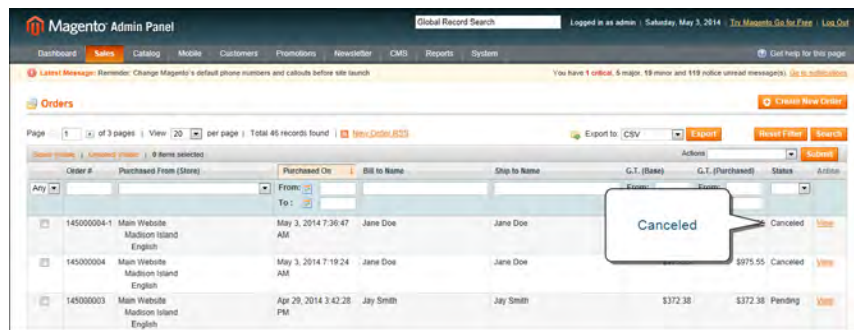 Magento Admin Panel
Global Record Search
Logged in as admin | Saturday, May 3, 2014 | Try Magento Go for Free | Log Out
Dashboard Sales Catalog Mobile Customers Promotions Newsletter CMS Reports System
Get help for this page
Latest Message: Reminder: Change Magento's default phone numbers and callouts before site launch
You have 1 critical, 5 major, 19 minor and 119 notice unread message(s). Go to notifications
Orders
Create New Order
Page 1 of 3 pages | View 20 per page | Total 46 records found | New Order RSS
Export to: CSV Export Reset Filter Search
Select Visible | Unselect Visible | 0 items selected
Actions Submit
Order # Purchased From (Store) Purchased On Bill to Name Ship to Name G.T. (Base) G.T. (Purchased) Status Action
Any From: From: From:
To :
Canceled
145000004-1 Main Website May 3, 2014 7:36:47 Jane Doe Jane Doe Canceled View
Madison Island AM
English
145000004 Main Website May 3, 2014 7:19:24 Jane Doe Jane Doe $975.55 Canceled View
Madison Island AM
English
145000003 Main Website Apr 29, 2014 3:42:28 Jay Smith Jay Smith $372.38 $372.38 Pending View
Madison Island PM
English